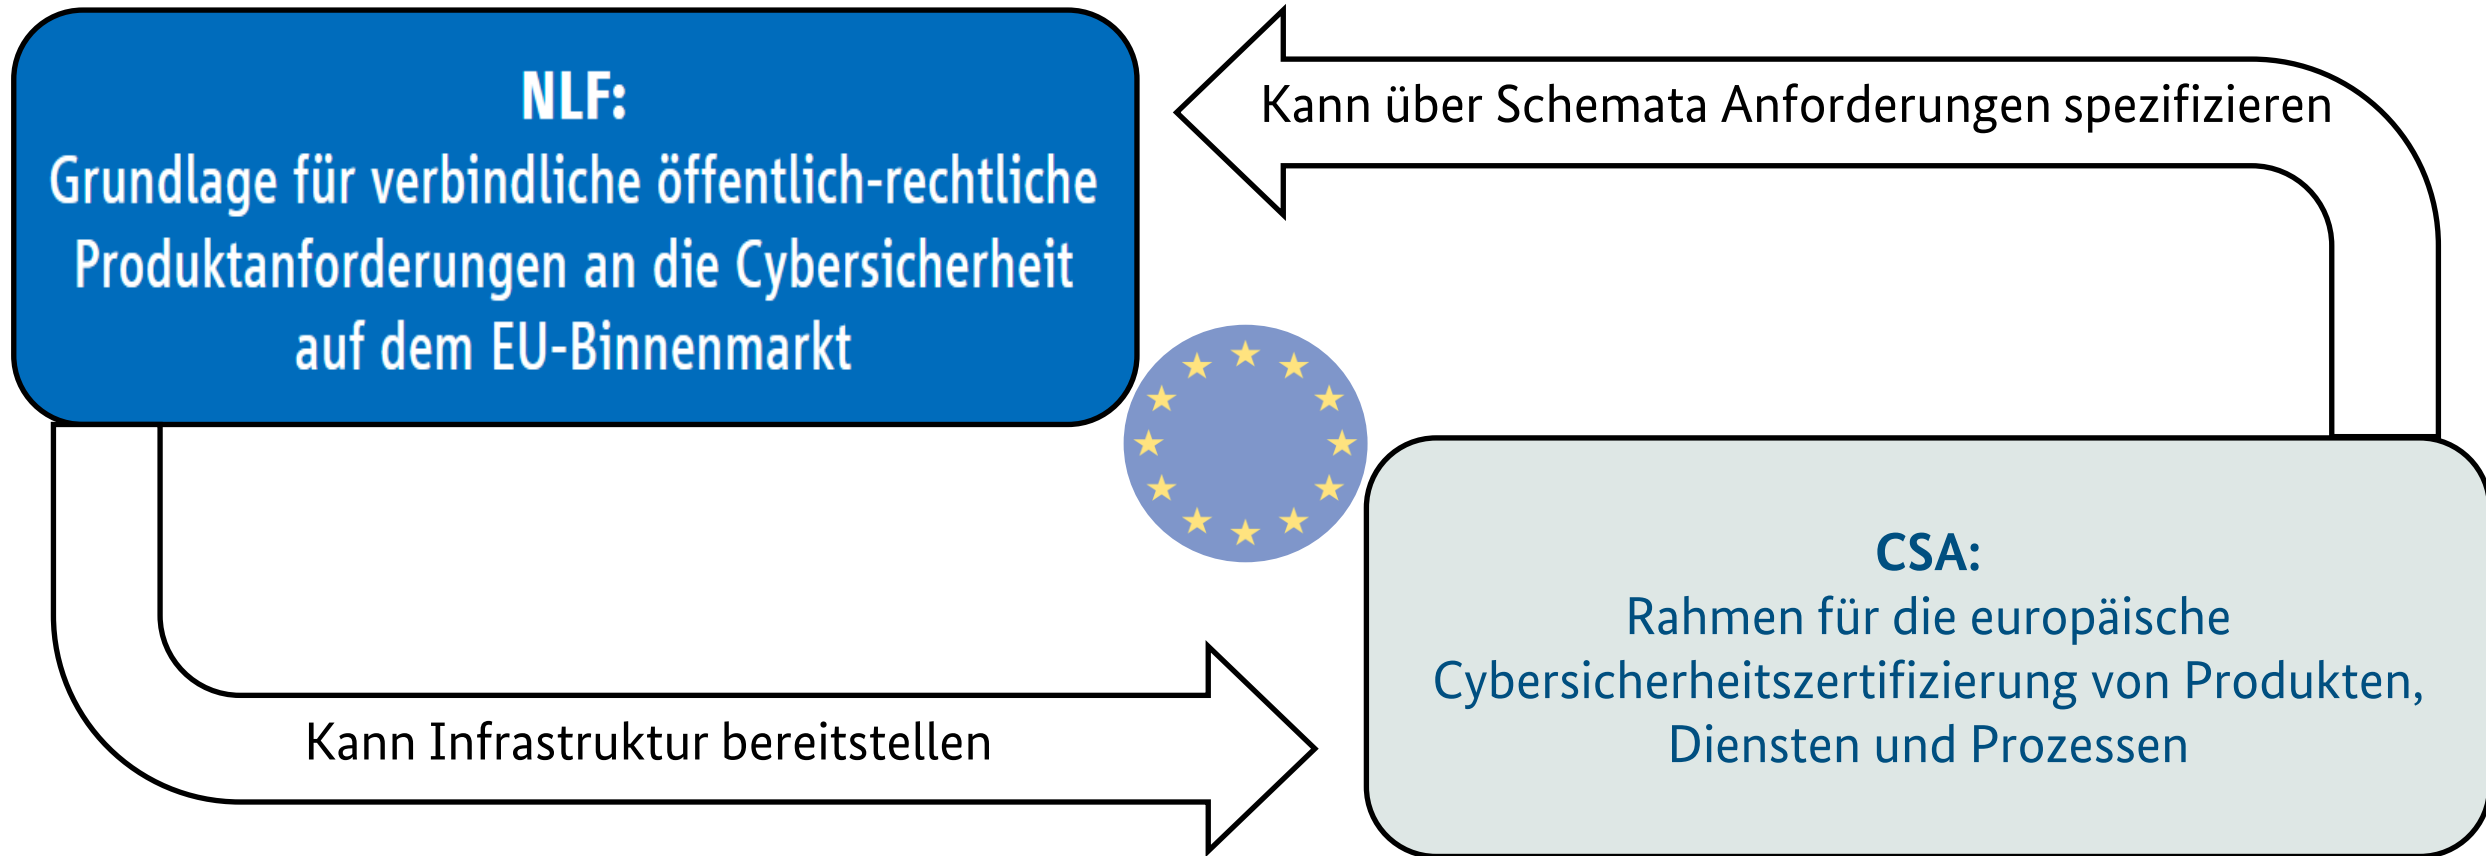 NLF:
Grundlage für verbindliche öffentlich-rechtliche
Produktanforderungen an die Cybersicherheit
auf dem EU-Binnenmarkt
Kann über Schemata Anforderungen spezifizieren
Kann Infrastruktur bereitstellen
CSA:
Rahmen für die europäische
Cybersicherheitszertifizierung von Produkten,
Diensten und Prozessen